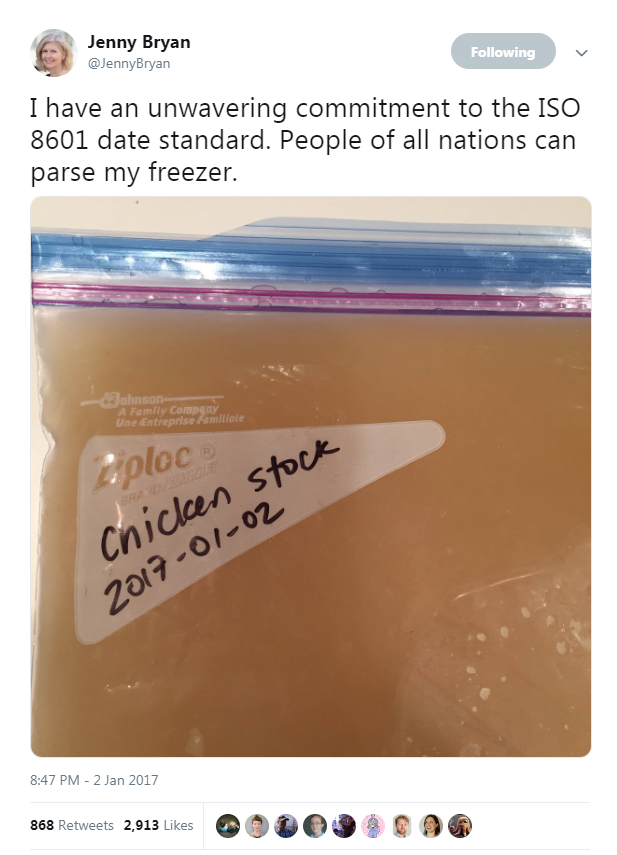 Jenny Bryan
@JennyBryan
Following
I have an unwavering commitment to the ISO
8601 date standard. People of all nations can
parse my freezer.
Johnson
A Family Company
Une Entreprise Familiale
Ziploc ®
BRAND/MARQUE
Chicken stock
2017-01-02
8:47 PM - 2 Jan 2017
868 Retweets 2,913 Likes